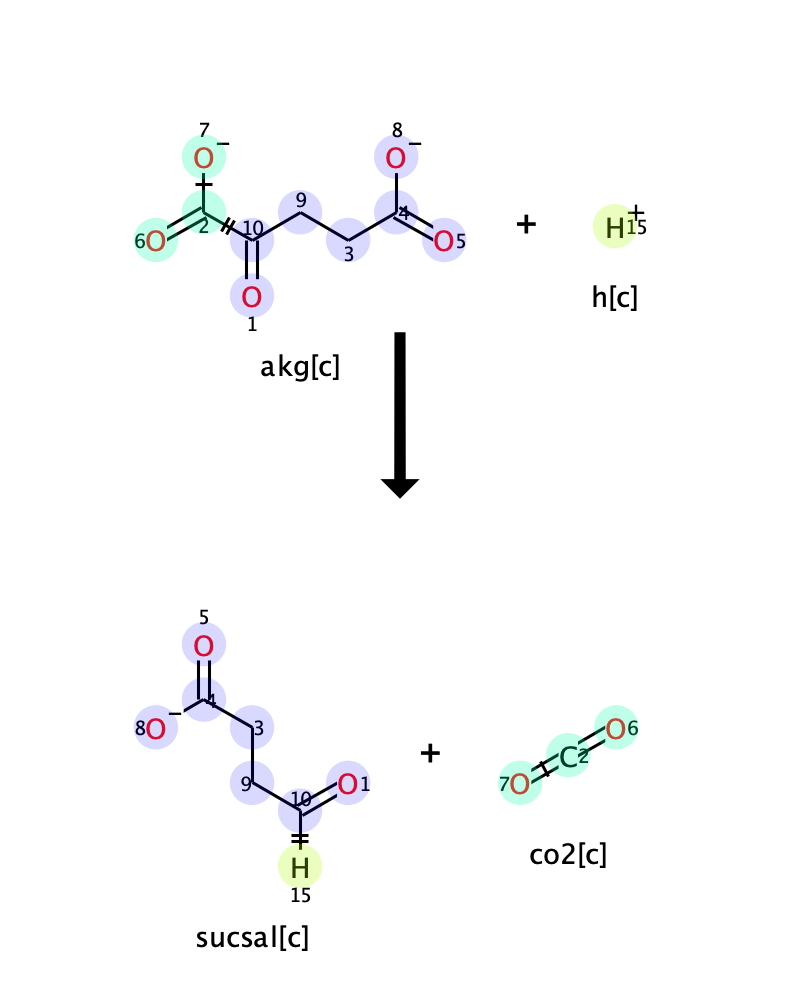 7 8
O⁻ O⁻
2 10 9 4 + H⁺ 15
6 O 3 O 5
O
1
h[c]
akg[c]
5
O
4
8 O⁻ 3 + O 6
C 2
9 10 O 1 7 O
H
15
co2[c]
sucsal[c]